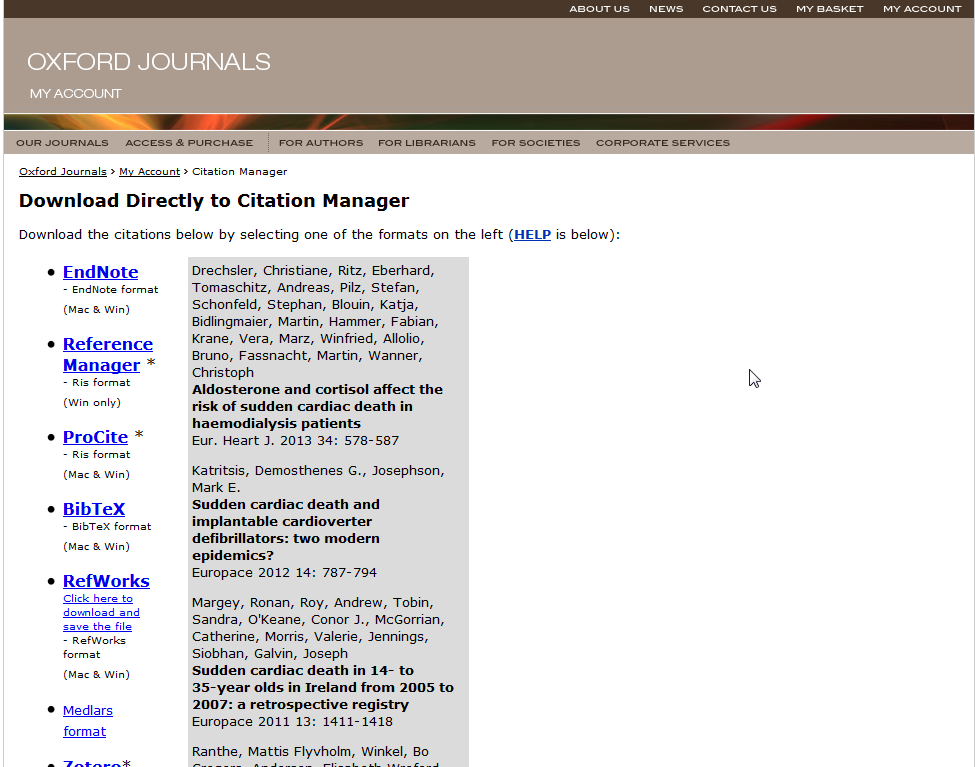 ABOUT US NEWS CONTACT US MY BASKET MY ACCOUNT
OXFORD JOURNALS
MY ACCOUNT
OUR JOURNALS ACCESS & PURCHASE FOR AUTHORS FOR LIBRARIANS FOR SOCIETIES CORPORATE SERVICES
Oxford Journals > My Account > Citation Manager
Download Directly to Citation Manager
Download the citations below by selecting one of the formats on the left (HELP is below):
• EndNote
- EndNote format
(Mac & Win)
• Reference
Manager *
- Ris format
(Win only)
• ProCite *
- Ris format
(Mac & Win)
• BibTeX
- BibTeX format
(Mac & Win)
• RefWorks
Click here to
download and
save the file
- RefWorks
format
(Mac & Win)
• Medlars
format
• Zotero*
Drechsler, Christiane, Ritz, Eberhard,
Tomaschitz, Andreas, Pilz, Stefan,
Schonfeld, Stephan, Blouin, Katja,
Bidlingmaier, Martin, Hammer, Fabian,
Krane, Vera, Marz, Winfried, Allolio,
Bruno, Fassnacht, Martin, Wanner,
Christoph
Aldosterone and cortisol affect the
risk of sudden cardiac death in
haemodialysis patients
Eur. Heart J. 2013 34: 578-587
Katritsis, Demosthenes G., Josephson,
Mark E.
Sudden cardiac death and
implantable cardioverter
defibrillators: two modern
epidemics?
Europace 2012 14: 787-794
Margey, Ronan, Roy, Andrew, Tobin,
Sandra, O'Keane, Conor J., McGorrian,
Catherine, Morris, Valerie, Jennings,
Siobhan, Galvin, Joseph
Sudden cardiac death in 14- to
35-year olds in Ireland from 2005 to
2007: a retrospective registry
Europace 2011 13: 1411-1418
Ranthe, Mattis Flyvholm, Winkel, Bo